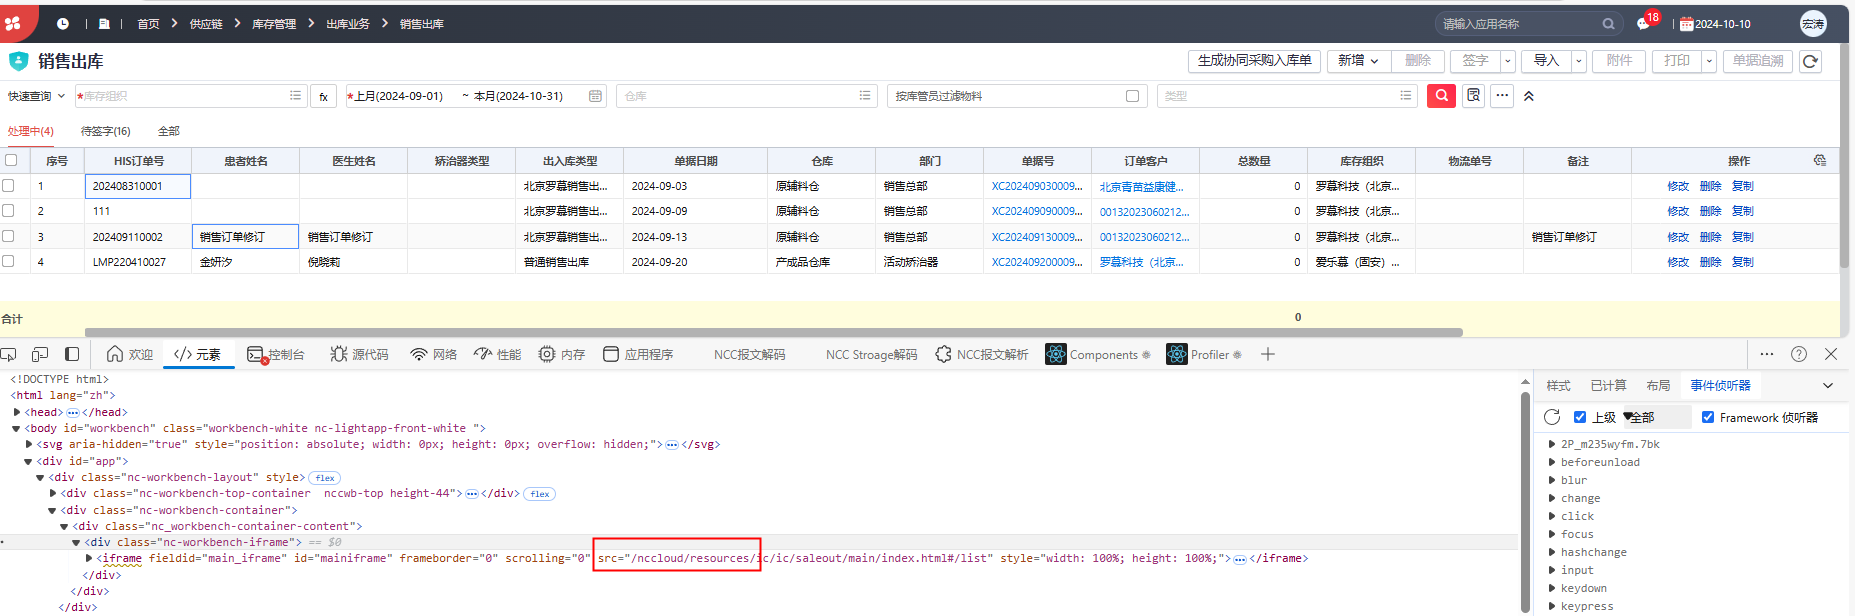 首页 > 供应链 > 库存管理 > 出库业务 > 销售出库 请输入应用名称 18 2024-10-10 宏涛
销售出库 生成协同采购入库单 新增 删除 签字 导入 附件 打印 单据追溯
快速查询 *库存组织 fx *上月(2024-09-01) ~ 本月(2024-10-31) 仓库 按库管员过滤物料 类型
处理中(4) 待签字(16) 全部
序号 HIS订单号 患者姓名 医生姓名 矫治器类型 出入库类型 单据日期 仓库 部门 单据号 订单客户 总数量 库存组织 物流单号 备注 操作
1 202408310001 北京罗慕销售出... 2024-09-03 原辅料仓 销售总部 XC202409030009... 北京青苗益康健... 0 罗慕科技（北京... 修改 删除 复制
2 111 北京罗慕销售出... 2024-09-09 原辅料仓 销售总部 XC202409090009... 00132023060212... 0 罗慕科技（北京... 修改 删除 复制
3 202409110002 销售订单修订 销售订单修订 北京罗慕销售出... 2024-09-13 原辅料仓 销售总部 XC202409130009... 00132023060212... 0 罗慕科技（北京... 销售订单修订 修改 删除 复制
4 LMP220410027 金妍汐 倪晓莉 普通销售出库 2024-09-20 产成品仓库 活动矫治器 XC202409200009... 罗慕科技（北京... 0 爱乐慕（固安）... 修改 删除 复制
合计 0
欢迎 </> 元素 控制台 源代码 网络 性能 内存 应用程序 NCC报文解码 NCC Stroage解码 NCC报文解析 Components Profiler
<!DOCTYPE html>
<html lang="zh">
<head>…</head>
<body id="workbench" class="workbench-white nc-lightapp-front-white ">
<svg aria-hidden="true" style="position: absolute; width: 0px; height: 0px; overflow: hidden;">…</svg>
<div id="app">
<div class="nc-workbench-layout" style> flex
<div class="nc-workbench-top-container  nccwb-top height-44">…</div> flex
<div class="nc-workbench-container">
<div class="nc_workbench-container-content">
<div class="nc-workbench-iframe"> == $0
<iframe fieldid="main_iframe" id="mainiframe" frameborder="0" scrolling="0" src="/nccloud/resources/ic/ic/saleout/main/index.html#/list" style="width: 100%; height: 100%;">…</iframe>
</div>
</div>
</div>
样式 已计算 布局 事件侦听器
上级 全部 Framework 侦听器
2P_m235wyfm.7bk
beforeunload
blur
change
click
focus
hashchange
input
keydown
keypress